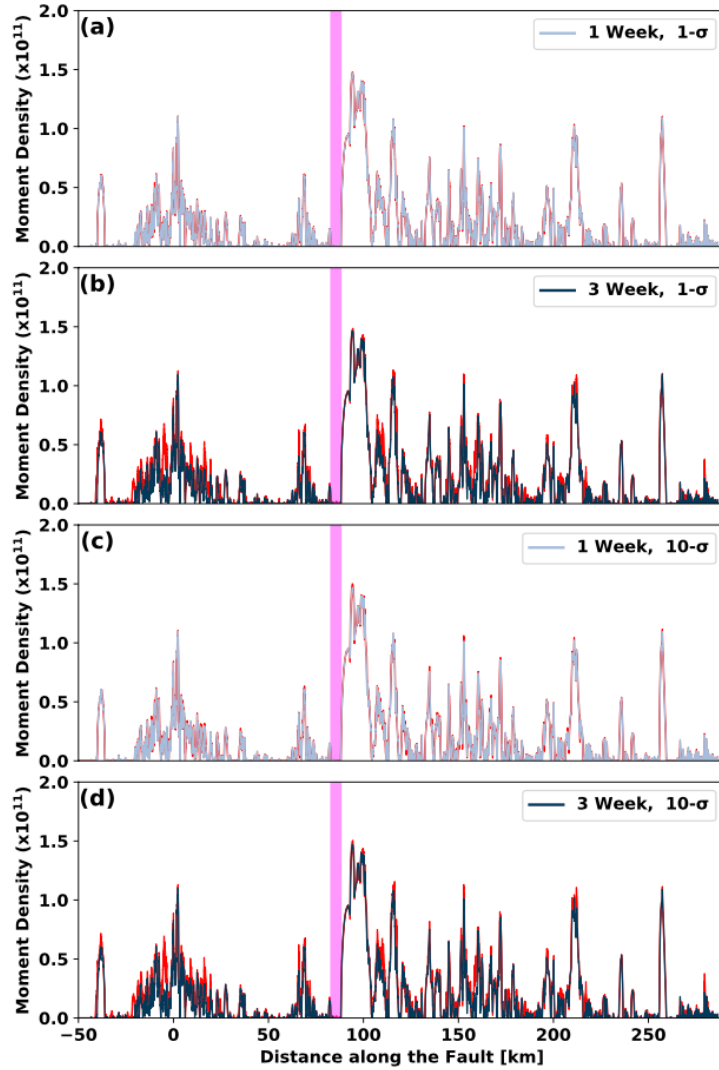 (a)
1 Week, 1-σ
Moment Density (x10¹¹)
2.0
1.5
1.0
0.5
0.0
(b)
3 Week, 1-σ
Moment Density (x10¹¹)
2.0
1.5
1.0
0.5
0.0
(c)
1 Week, 10-σ
Moment Density (x10¹¹)
2.0
1.5
1.0
0.5
0.0
(d)
3 Week, 10-σ
Moment Density (x10¹¹)
2.0
1.5
1.0
0.5
0.0
−50 0 50 100 150 200 250
Distance along the Fault [km]